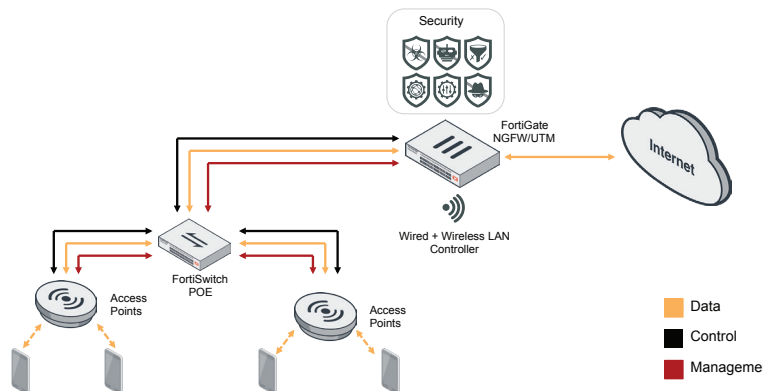 Security
FortiGate
NGFW/UTM
Internet
Wired + Wireless LAN
Controller
FortiSwitch
POE
Access
Points
Access
Points
Data
Control
Manageme